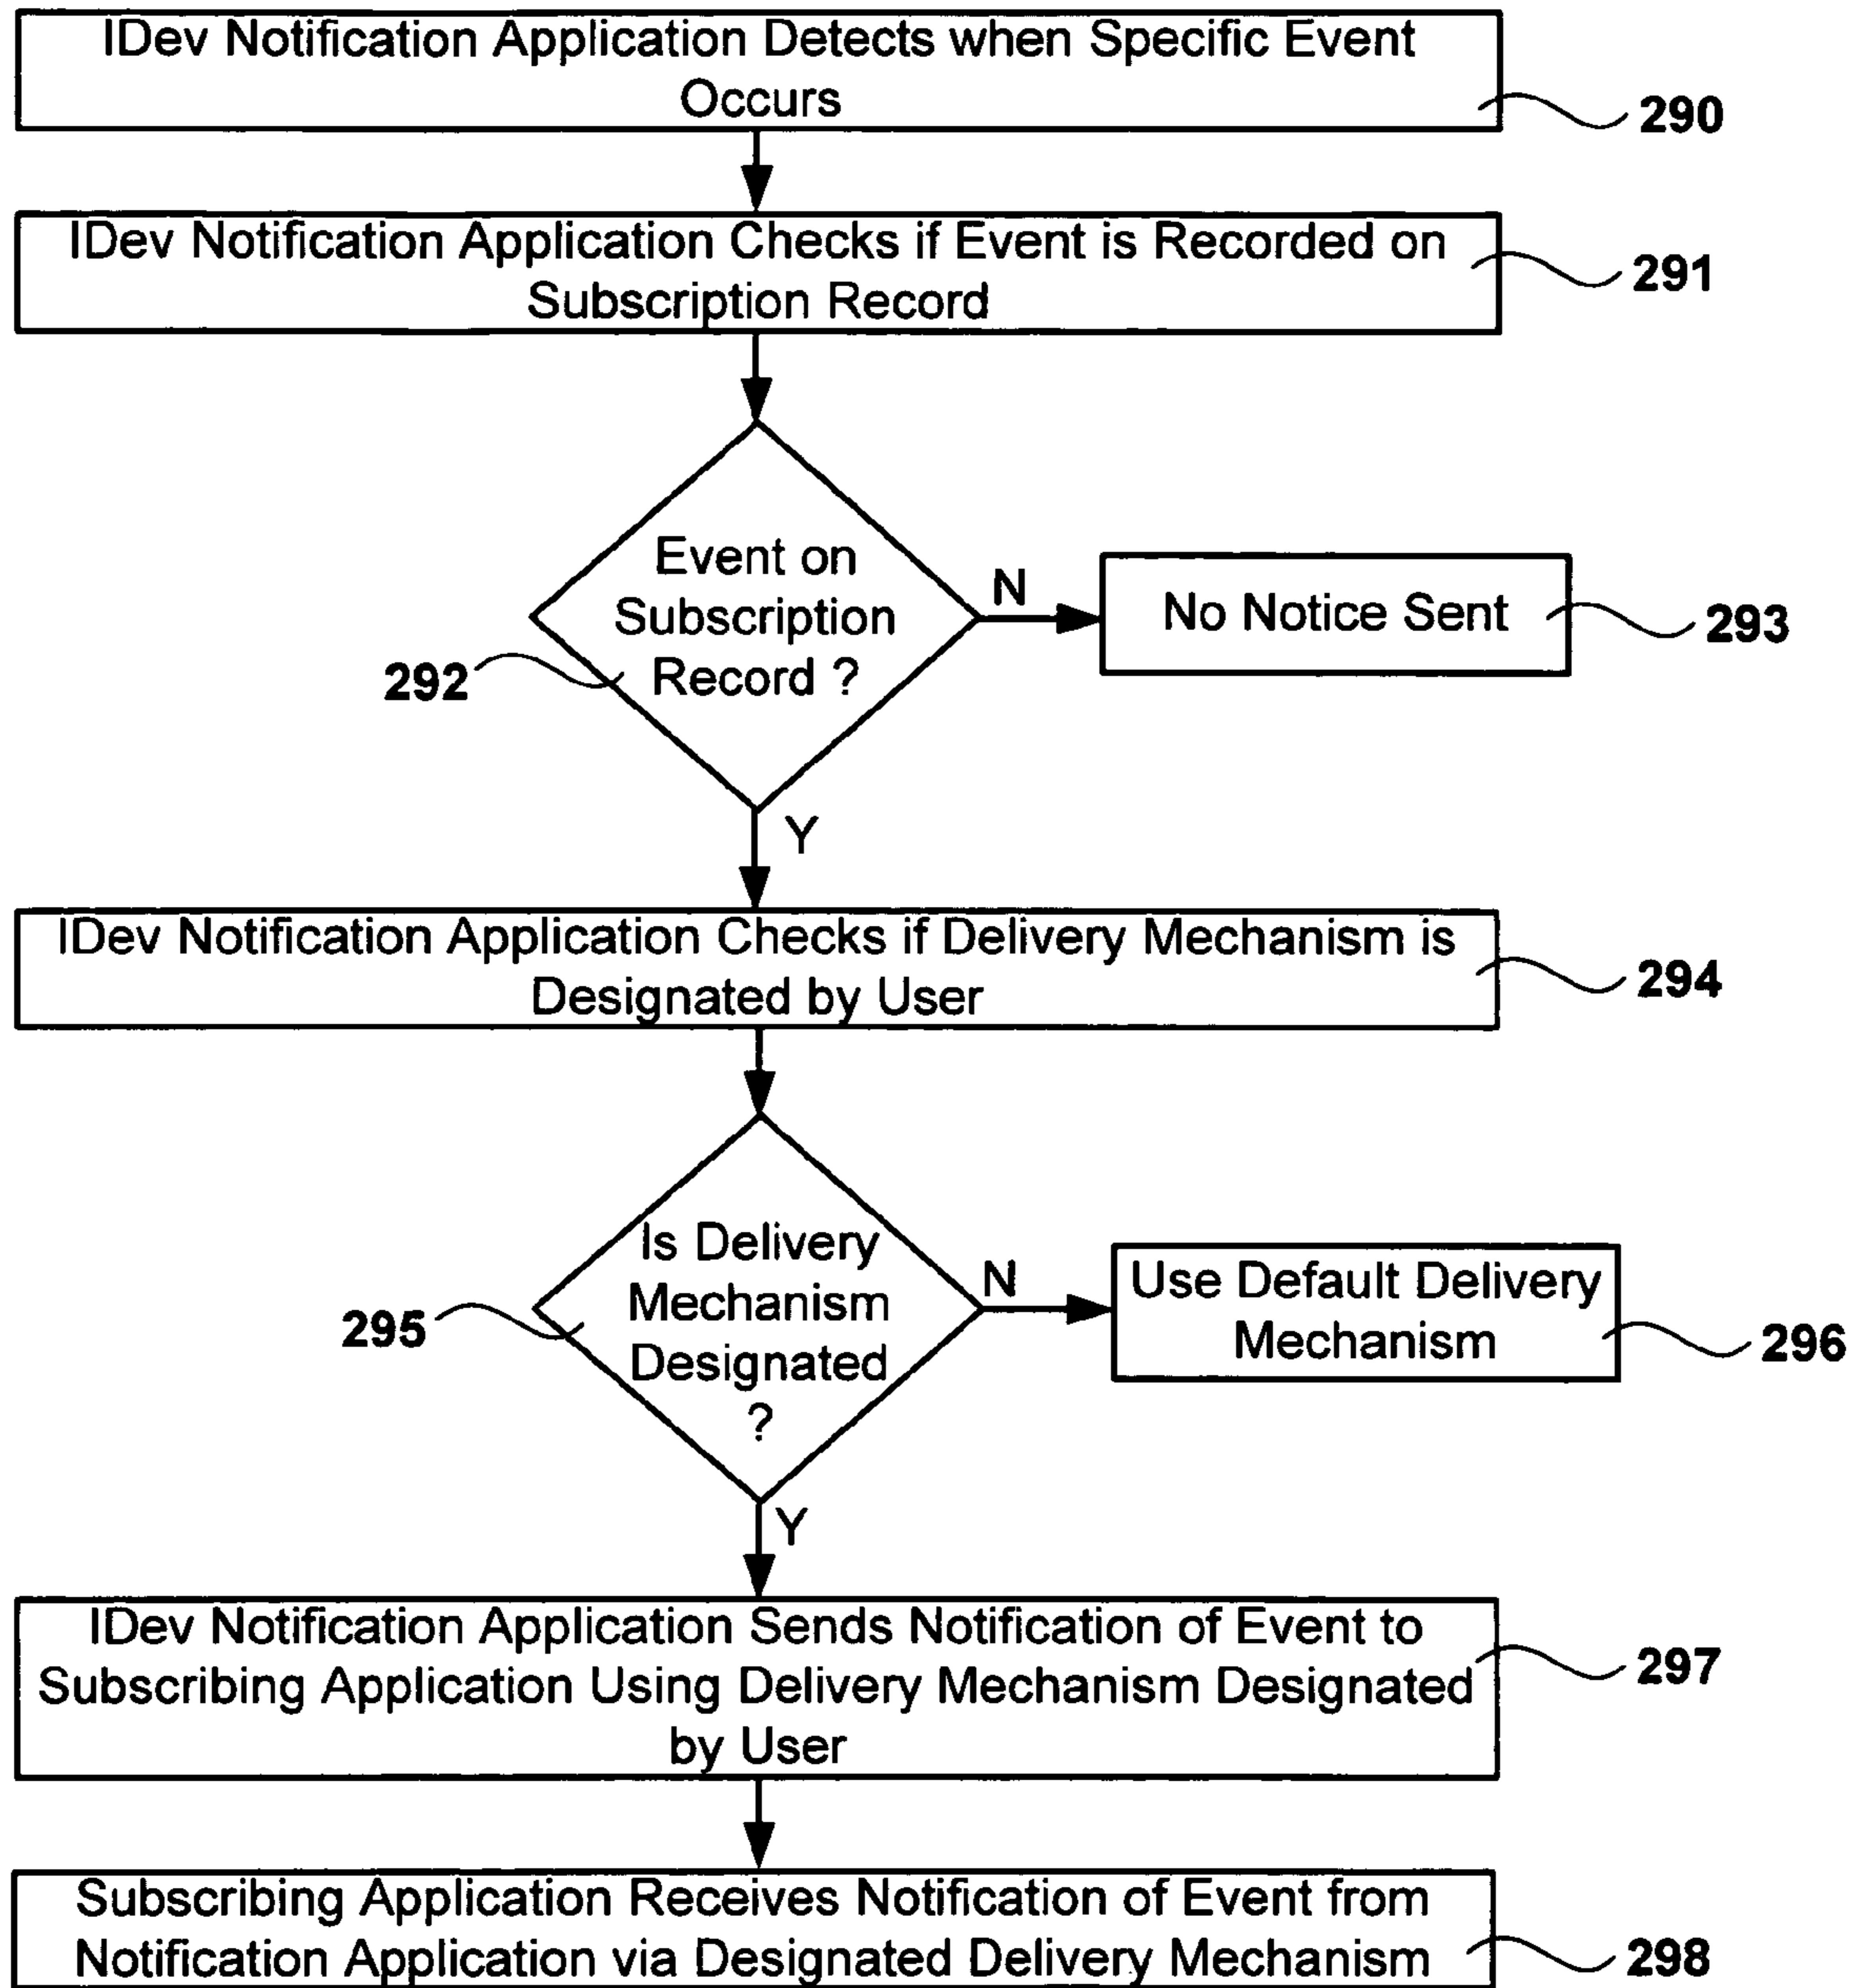 IDev Notification Application Detects when Specific Event
Occurs
290
IDev Notification Application Checks if Event is Recorded on
Subscription Record
291
Event on
Subscription
Record ?
292
N
No Notice Sent
293
Y
IDev Notification Application Checks if Delivery Mechanism is
Designated by User
294
Is Delivery
Mechanism
Designated
?
295
N
Use Default Delivery
Mechanism
296
Y
IDev Notification Application Sends Notification of Event to
Subscribing Application Using Delivery Mechanism Designated
by User
297
Subscribing Application Receives Notification of Event from
Notification Application via Designated Delivery Mechanism
298